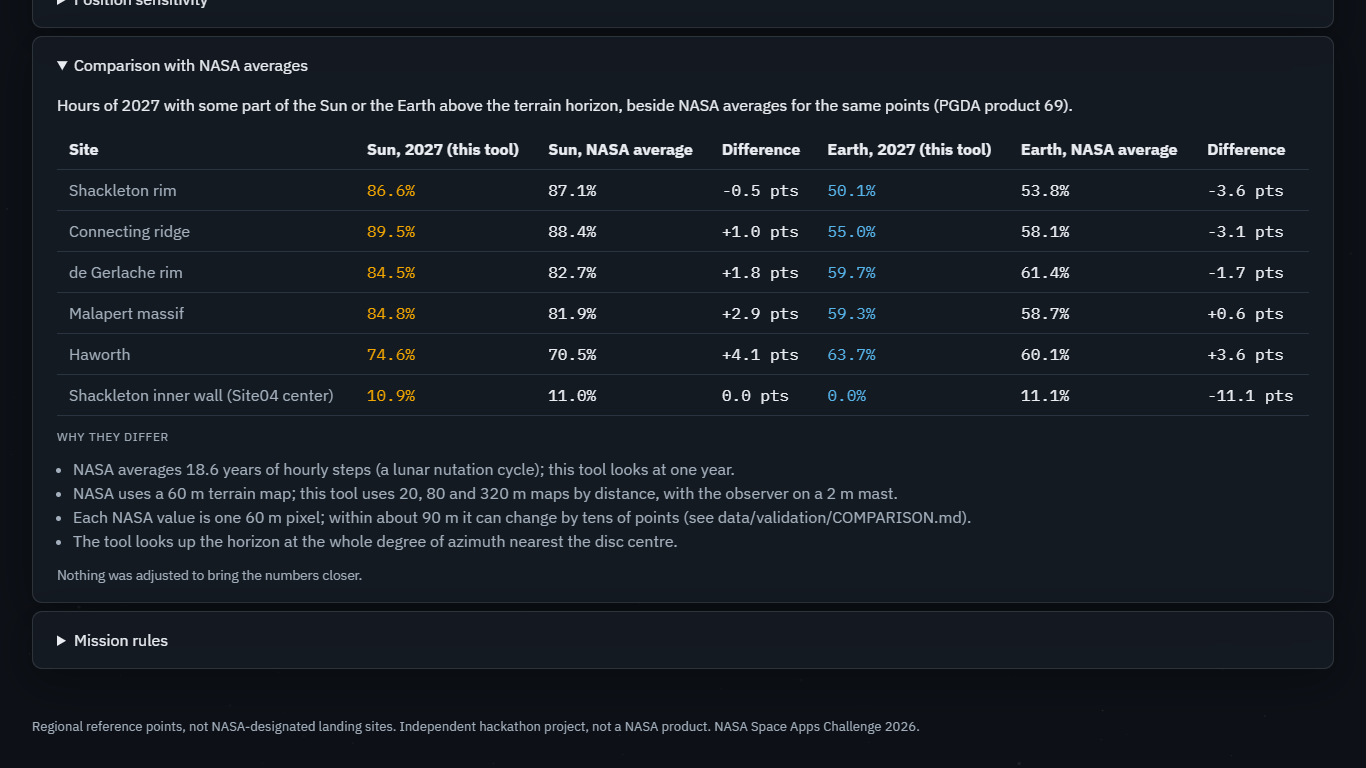 Position sensitivity
Comparison with NASA averages
Hours of 2027 with some part of the Sun or the Earth above the terrain horizon, beside NASA averages for the same points (PGDA product 69).
Site Sun, 2027 (this tool) Sun, NASA average Difference Earth, 2027 (this tool) Earth, NASA average Difference
Shackleton rim 86.6% 87.1% -0.5 pts 50.1% 53.8% -3.6 pts
Connecting ridge 89.5% 88.4% +1.0 pts 55.0% 58.1% -3.1 pts
de Gerlache rim 84.5% 82.7% +1.8 pts 59.7% 61.4% -1.7 pts
Malapert massif 84.8% 81.9% +2.9 pts 59.3% 58.7% +0.6 pts
Haworth 74.6% 70.5% +4.1 pts 63.7% 60.1% +3.6 pts
Shackleton inner wall (Site04 center) 10.9% 11.0% 0.0 pts 0.0% 11.1% -11.1 pts
WHY THEY DIFFER
• NASA averages 18.6 years of hourly steps (a lunar nutation cycle); this tool looks at one year.
• NASA uses a 60 m terrain map; this tool uses 20, 80 and 320 m maps by distance, with the observer on a 2 m mast.
• Each NASA value is one 60 m pixel; within about 90 m it can change by tens of points (see data/validation/COMPARISON.md).
• The tool looks up the horizon at the whole degree of azimuth nearest the disc centre.
Nothing was adjusted to bring the numbers closer.
Mission rules
Regional reference points, not NASA-designated landing sites. Independent hackathon project, not a NASA product. NASA Space Apps Challenge 2026.